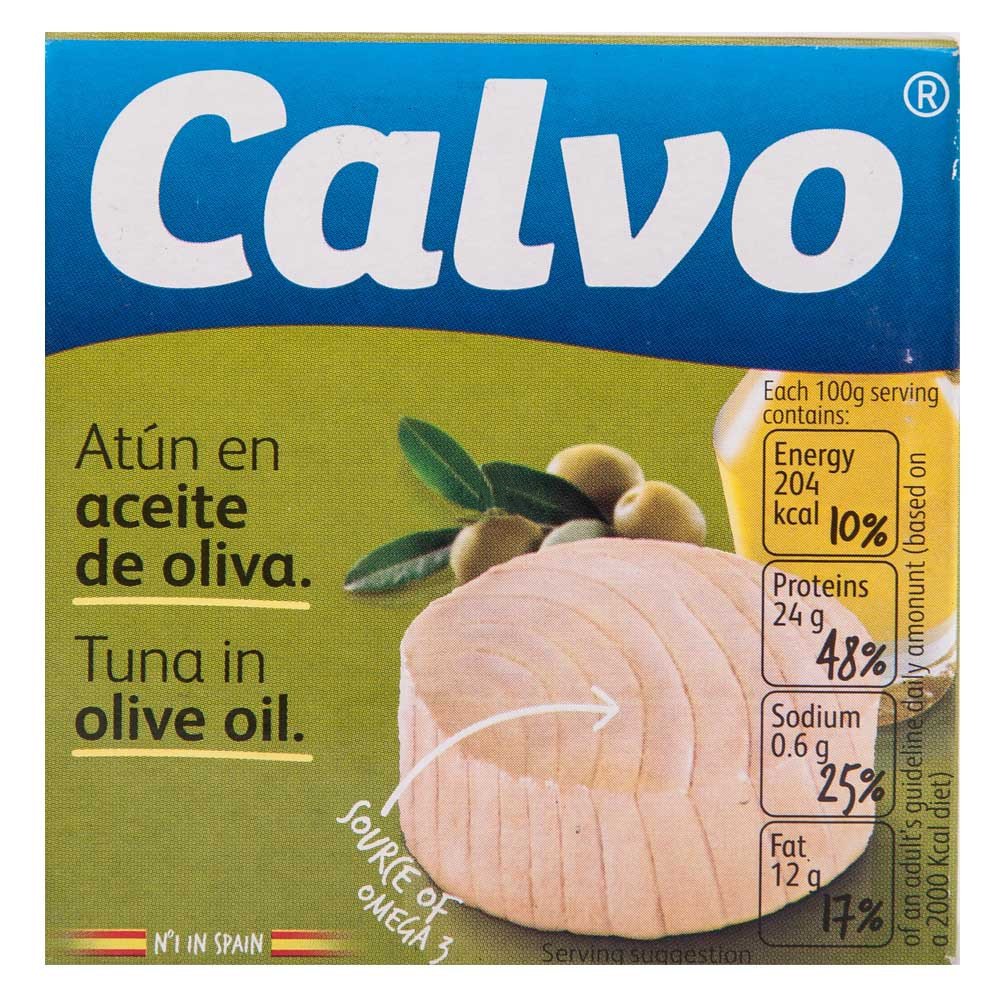 Calvo®
Atún en
aceite
de oliva.
Tuna in
olive oil.
SOURCE OF
OMEGA 3
Nº1 IN SPAIN
Each 100g serving
contains:
Energy
204
kcal 10%
Proteins
24 g
48%
Sodium
0.6 g
25%
Fat
12 g
17%
of an adult's guideline daily amonunt (based on
a 2000 Kcal diet)
Serving suggestion